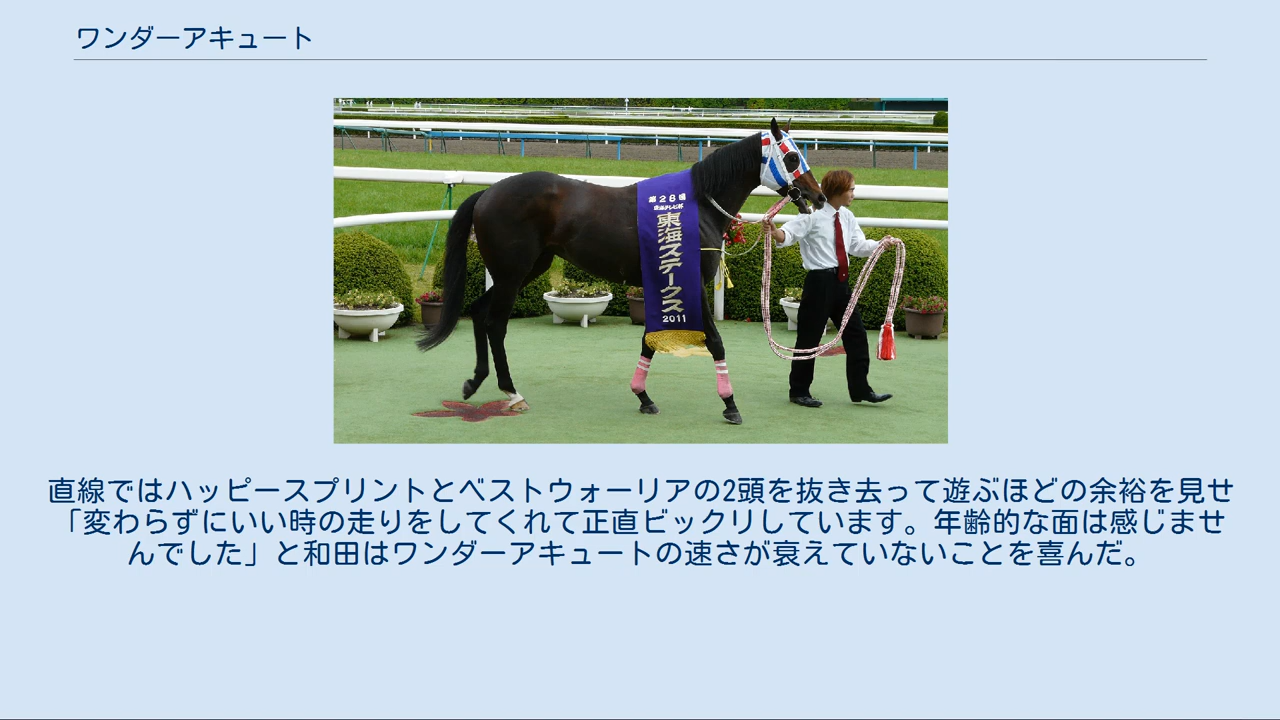 ワンダーアキュート
第28回
東海テレビ杯
東海ステークス
2011
直線ではハッピースプリントとベストウォーリアの2頭を抜き去って遊ぶほどの余裕を見せ
「変わらずにいい時の走りをしてくれて正直ビックリしています。年齢的な面は感じませ
んでした」と和田はワンダーアキュートの速さが衰えていないことを喜んだ。